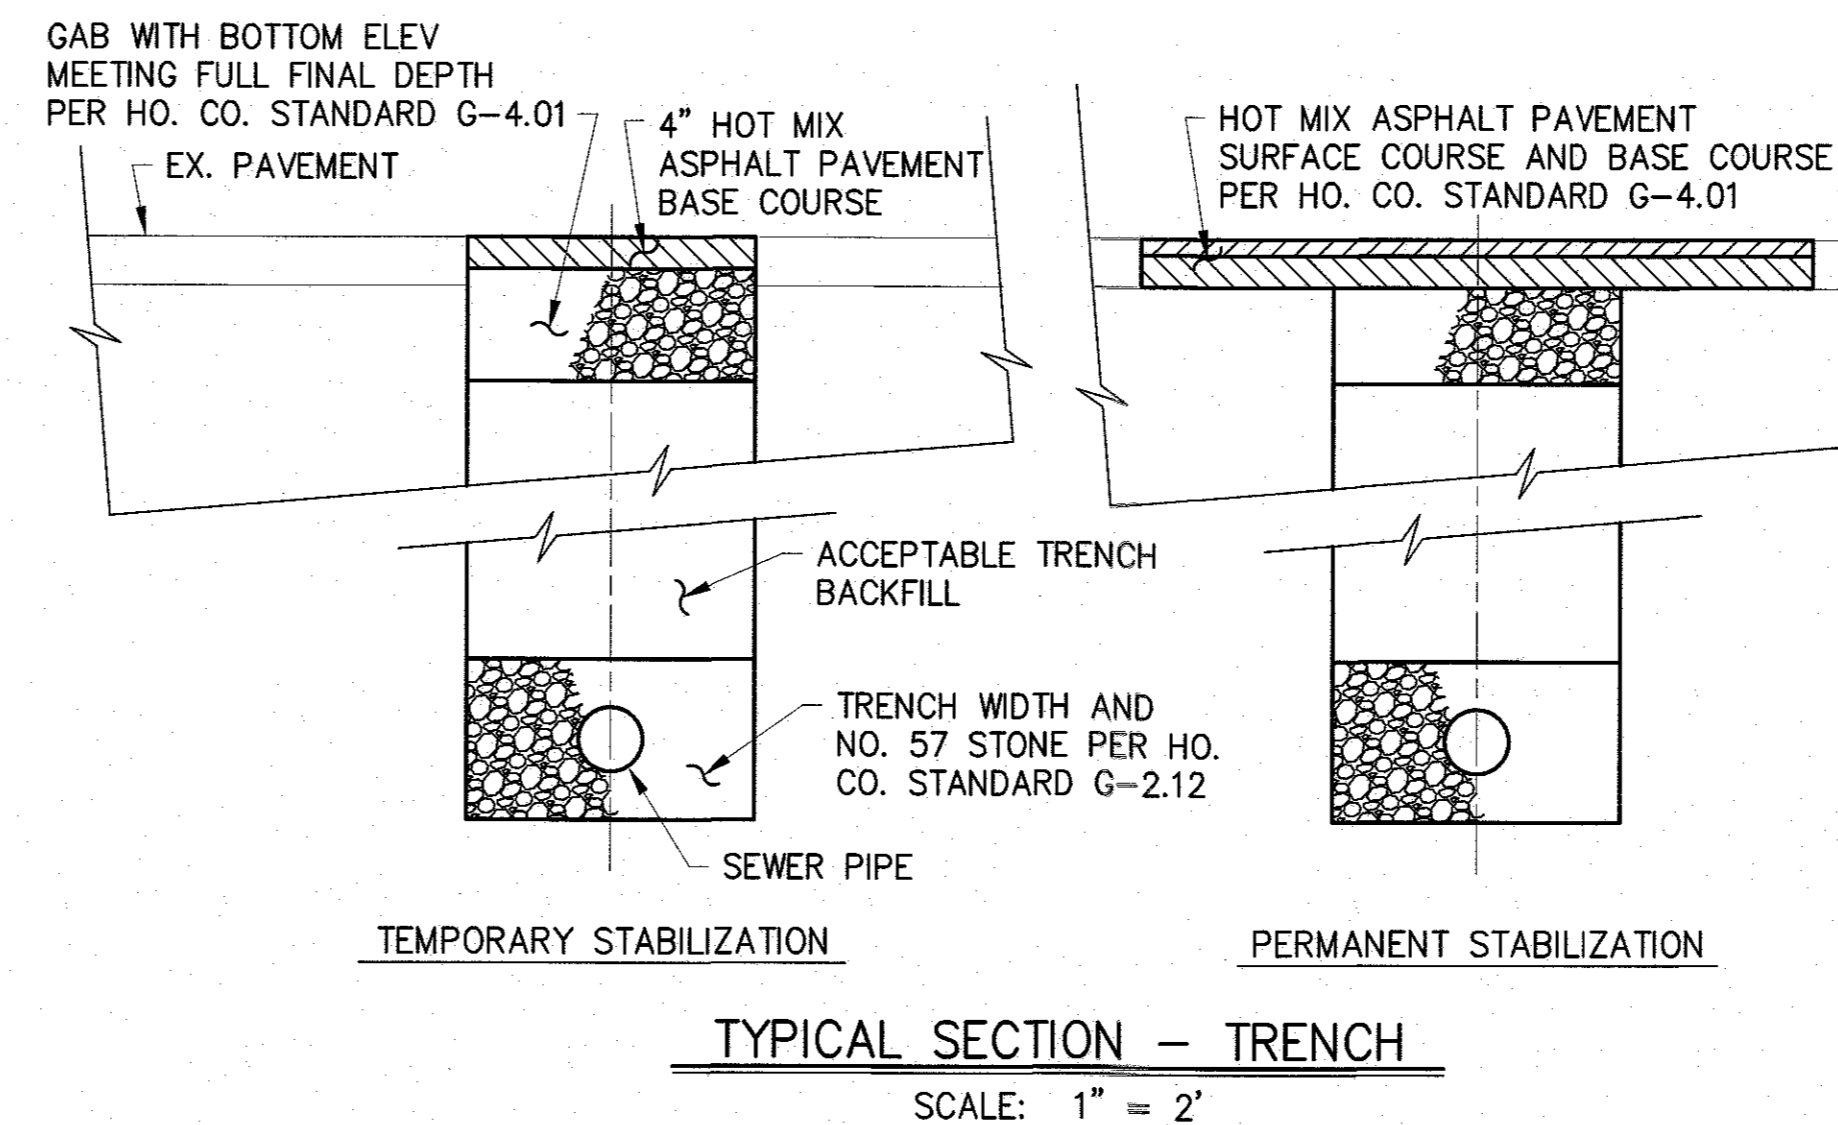 GAB WITH BOTTOM ELEV
MEETING FULL FINAL DEPTH
PER HO. CO. STANDARD G-4.01
EX. PAVEMENT
4" HOT MIX
ASPHALT PAVEMENT
BASE COURSE
HOT MIX ASPHALT PAVEMENT
SURFACE COURSE AND BASE COURSE
PER HO. CO. STANDARD G-4.01
ACCEPTABLE TRENCH
BACKFILL
TRENCH WIDTH AND
NO. 57 STONE PER HO.
CO. STANDARD G-2.12
SEWER PIPE
TEMPORARY STABILIZATION
PERMANENT STABILIZATION
TYPICAL SECTION - TRENCH
SCALE: 1" = 2'